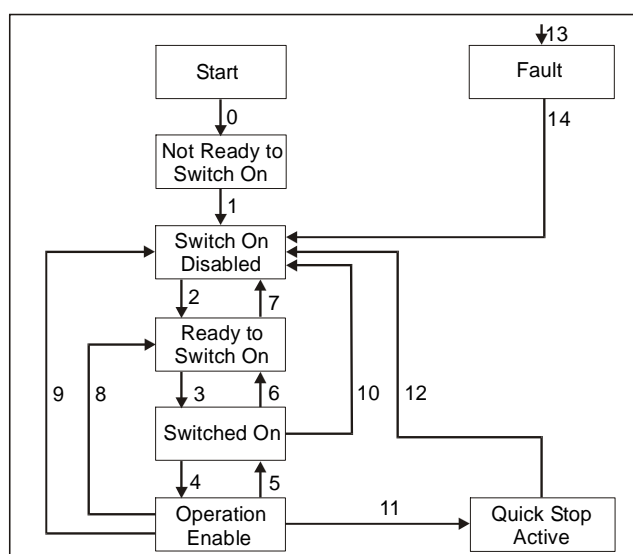 13
Start
Fault
0
14
Not Ready to
Switch On
1
Switch On
Disabled
2
7
Ready to
Switch On
9
8
3
6
10
12
Switched On
4
5
11
Operation
Enable
Quick Stop
Active